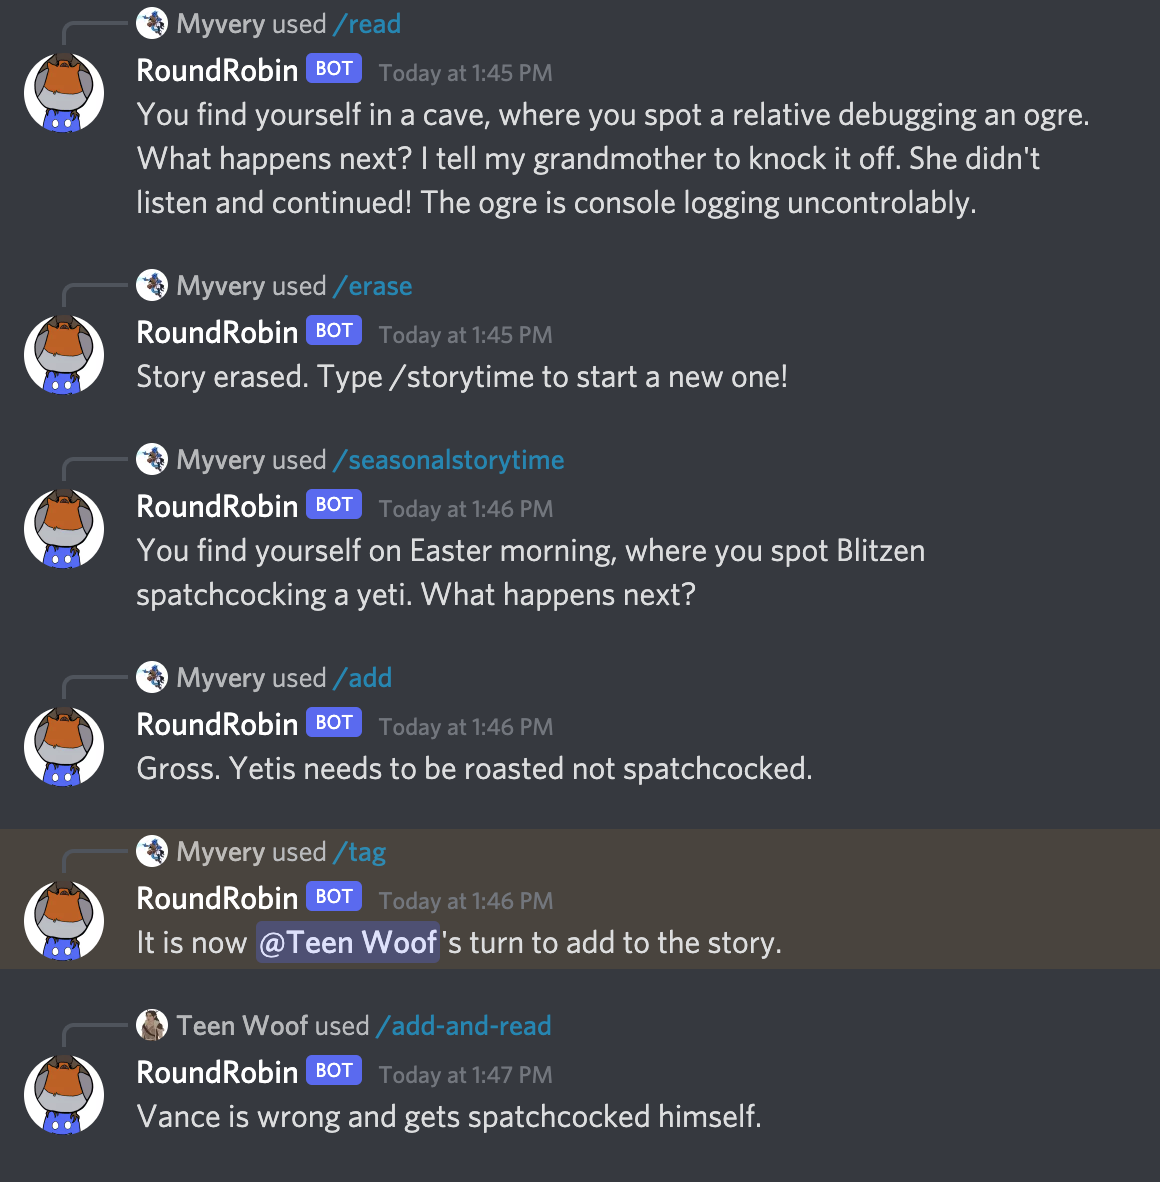 Myvery used /read
RoundRobin BOT Today at 1:45 PM
You find yourself in a cave, where you spot a relative debugging an ogre.
What happens next? I tell my grandmother to knock it off. She didn't
listen and continued! The ogre is console logging uncontrolably.
Myvery used /erase
RoundRobin BOT Today at 1:45 PM
Story erased. Type /storytime to start a new one!
Myvery used /seasonalstorytime
RoundRobin BOT Today at 1:46 PM
You find yourself on Easter morning, where you spot Blitzen
spatchcocking a yeti. What happens next?
Myvery used /add
RoundRobin BOT Today at 1:46 PM
Gross. Yetis needs to be roasted not spatchcocked.
Myvery used /tag
RoundRobin BOT Today at 1:46 PM
It is now @Teen Woof's turn to add to the story.
Teen Woof used /add-and-read
RoundRobin BOT Today at 1:47 PM
Vance is wrong and gets spatchcocked himself.